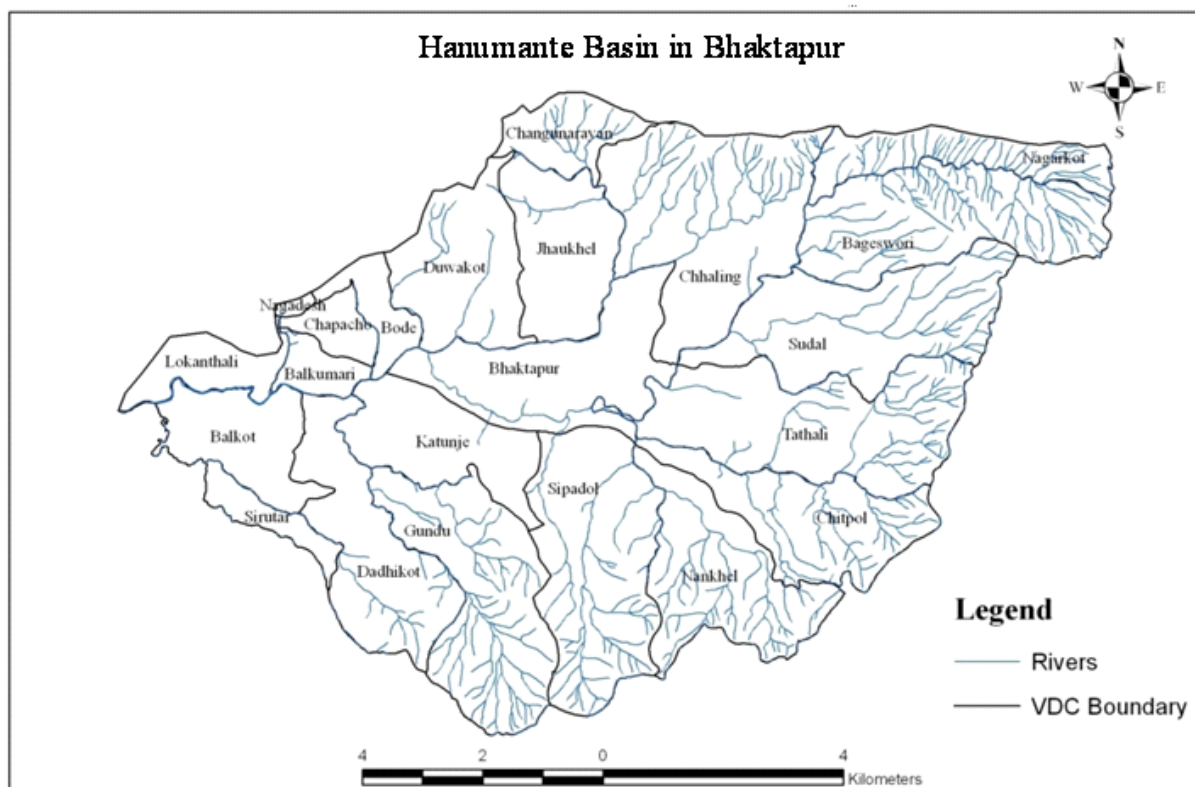 Hanumante Basin in Bhaktapur
N
W E
S
Changunarayan
Nagarkot
Jhaukhel
Bageswori
Duwakot
Chhaling
Nagadesh
Chapacho
Bode
Sudal
Lokanthali
Balkumari
Bhaktapur
Balkot
Katunje
Tathali
Sipadol
Sirutar
Gundu
Chitpol
Dadhikot
Nankhel
Legend
Rivers
VDC Boundary
4 2 0 4
Kilometers